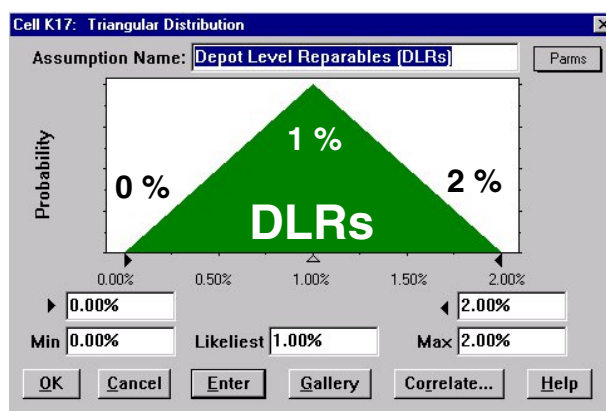 Cell K17: Triangular Distribution
Assumption Name: Depot Level Reparables (DLRs)
Parms
Probability
1 %
0 %
2 %
DLRs
0.00% 0.50% 1.00% 1.50% 2.00%
0.00% 2.00%
Min 0.00% Likeliest 1.00% Max 2.00%
OK Cancel Enter Gallery Correlate... Help